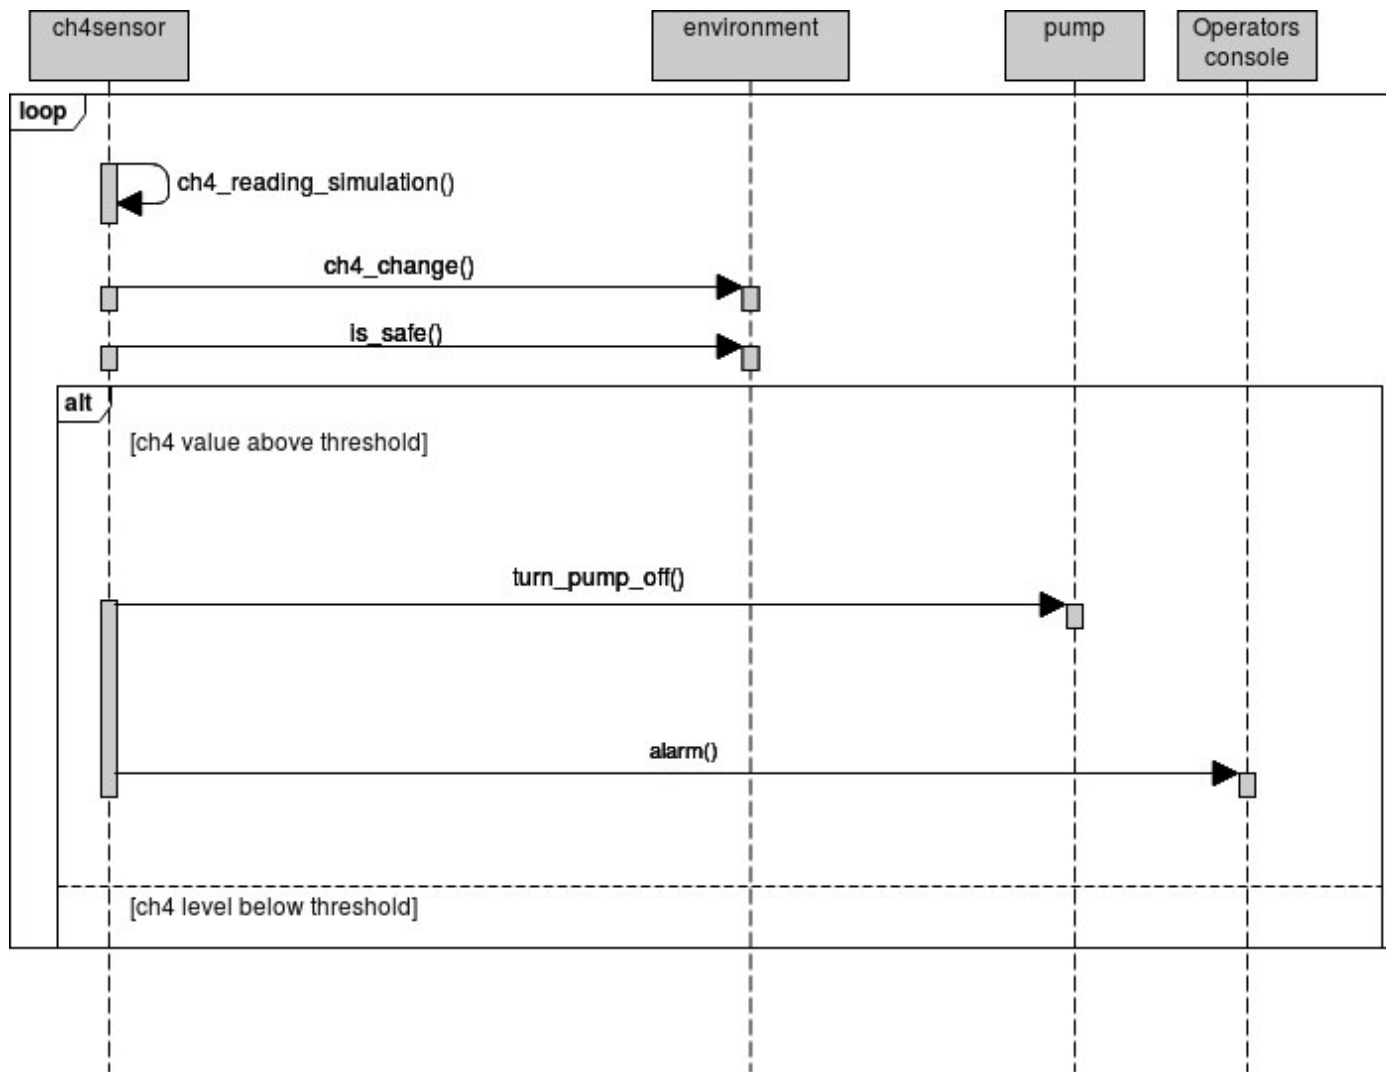 ch4sensor
environment
pump
Operators
console
loop
ch4_reading_simulation()
ch4_change()
is_safe()
alt
[ch4 value above threshold]
turn_pump_off()
alarm()
[ch4 level below threshold]